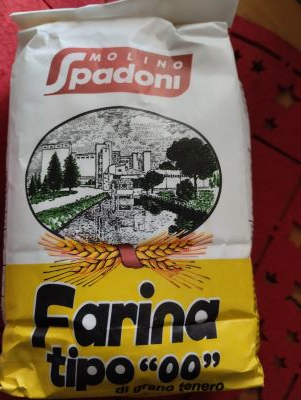 MOLINO
Spadoni
Farina
tipo "00"
di grano tenero